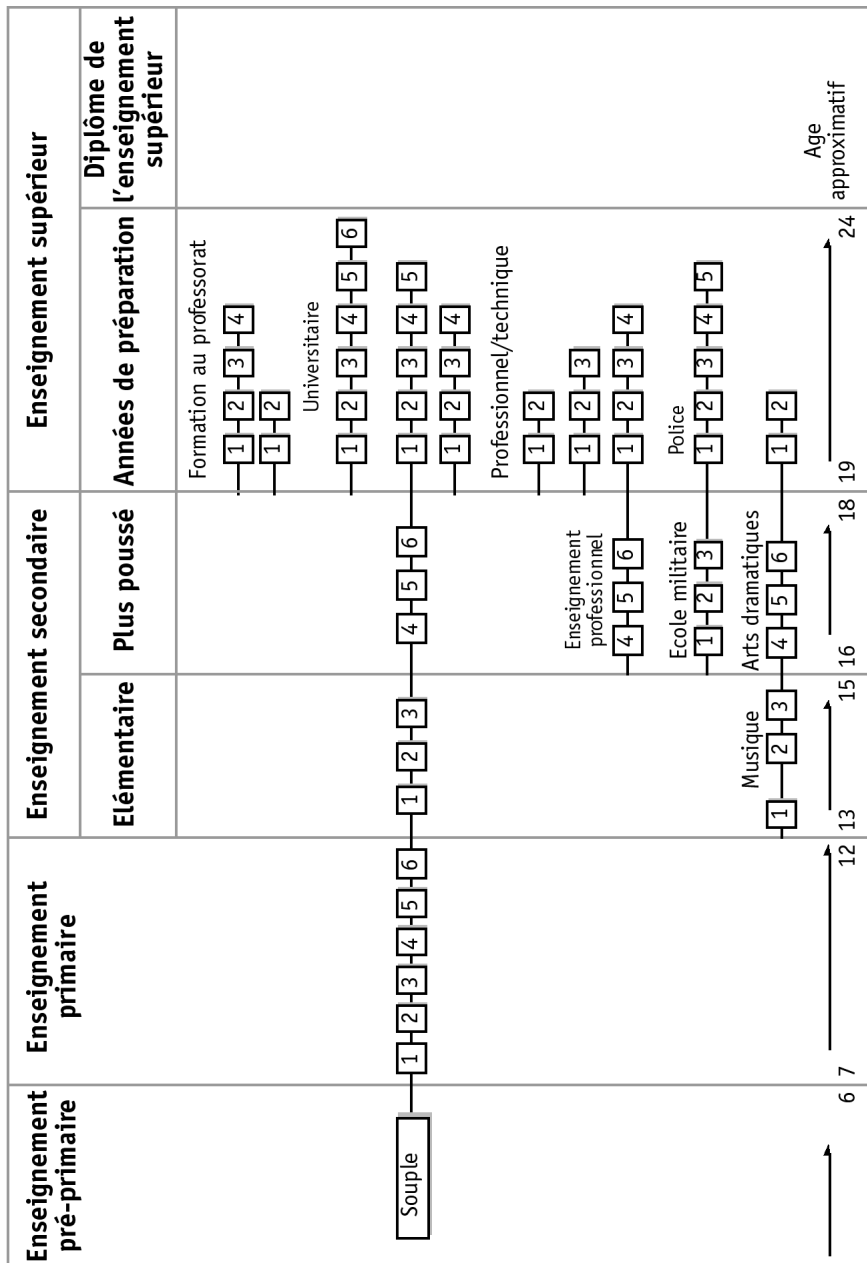 Enseignement
pré-primaire
Enseignement
primaire
Enseignement secondaire
Enseignement supérieur
Elémentaire
Plus poussé
Années de préparation
Diplôme de
l'enseignement
supérieur
Formation au professorat
1 2 3 4
1 2
Universitaire
1 2 3 4 5 6
Souple
1 2 3 4 5 6
1 2 3
4 5 6
1 2 3 4 5
1 2 3 4
Professionnel/technique
1 2
1 2 3
Enseignement
professionnel
4 5 6
1 2 3 4
Ecole militaire
Police
1 2 3
1 2 3 4 5
Musique
Arts dramatiques
1 2 3
4 5 6
1 2
6 7 12 13 15 16 18 19 24
Age
approximatif